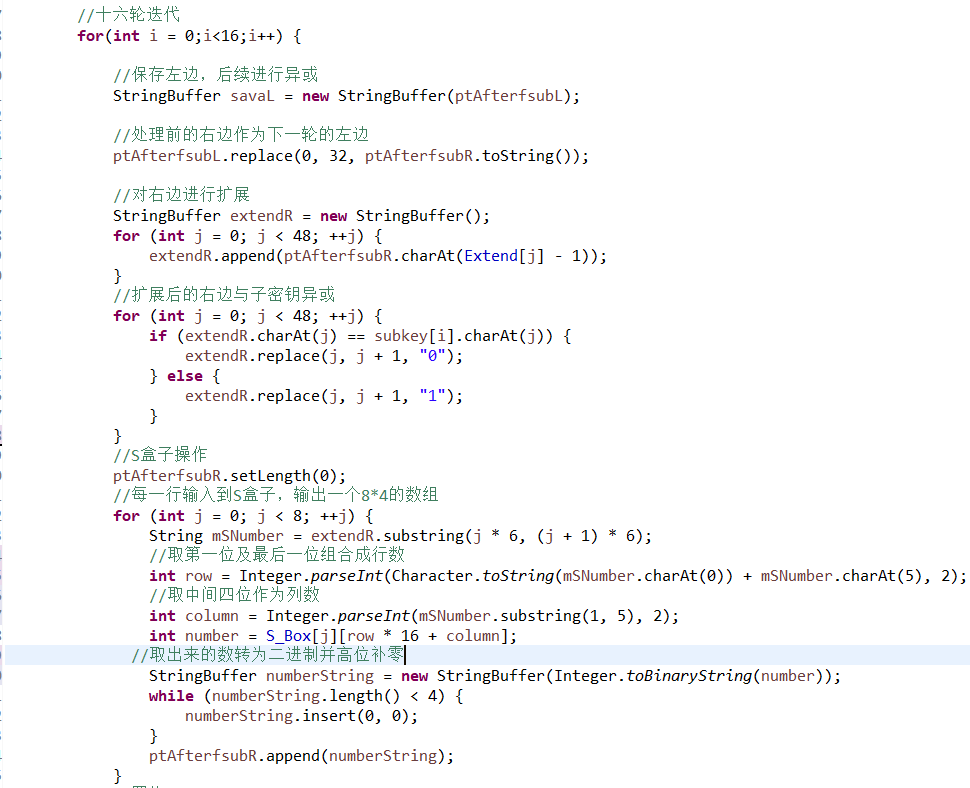 //十六轮迭代
for(int i = 0;i<16;i++) {
//保存左边，后续进行异或
StringBuffer savaL = new StringBuffer(ptAfterfsubL);
//处理前的右边作为下一轮的左边
ptAfterfsubL.replace(0, 32, ptAfterfsubR.toString());
//对右边进行扩展
StringBuffer extendR = new StringBuffer();
for (int j = 0; j < 48; ++j) {
extendR.append(ptAfterfsubR.charAt(Extend[j] - 1));
}
//扩展后的右边与子密钥异或
for (int j = 0; j < 48; ++j) {
if (extendR.charAt(j) == subkey[i].charAt(j)) {
extendR.replace(j, j + 1, "0");
} else {
extendR.replace(j, j + 1, "1");
}
}
//S盒子操作
ptAfterfsubR.setLength(0);
//每一行输入到S盒子，输出一个8*4的数组
for (int j = 0; j < 8; ++j) {
String mSNumber = extendR.substring(j * 6, (j + 1) * 6);
//取第一位及最后一位组合成行数
int row = Integer.parseInt(Character.toString(mSNumber.charAt(0)) + mSNumber.charAt(5), 2);
//取中间四位作为列数
int column = Integer.parseInt(mSNumber.substring(1, 5), 2);
int number = S_Box[j][row * 16 + column];
//取出来的数转为二进制并高位补零
StringBuffer numberString = new StringBuffer(Integer.toBinaryString(number));
while (numberString.length() < 4) {
numberString.insert(0, 0);
}
ptAfterfsubR.append(numberString);
}